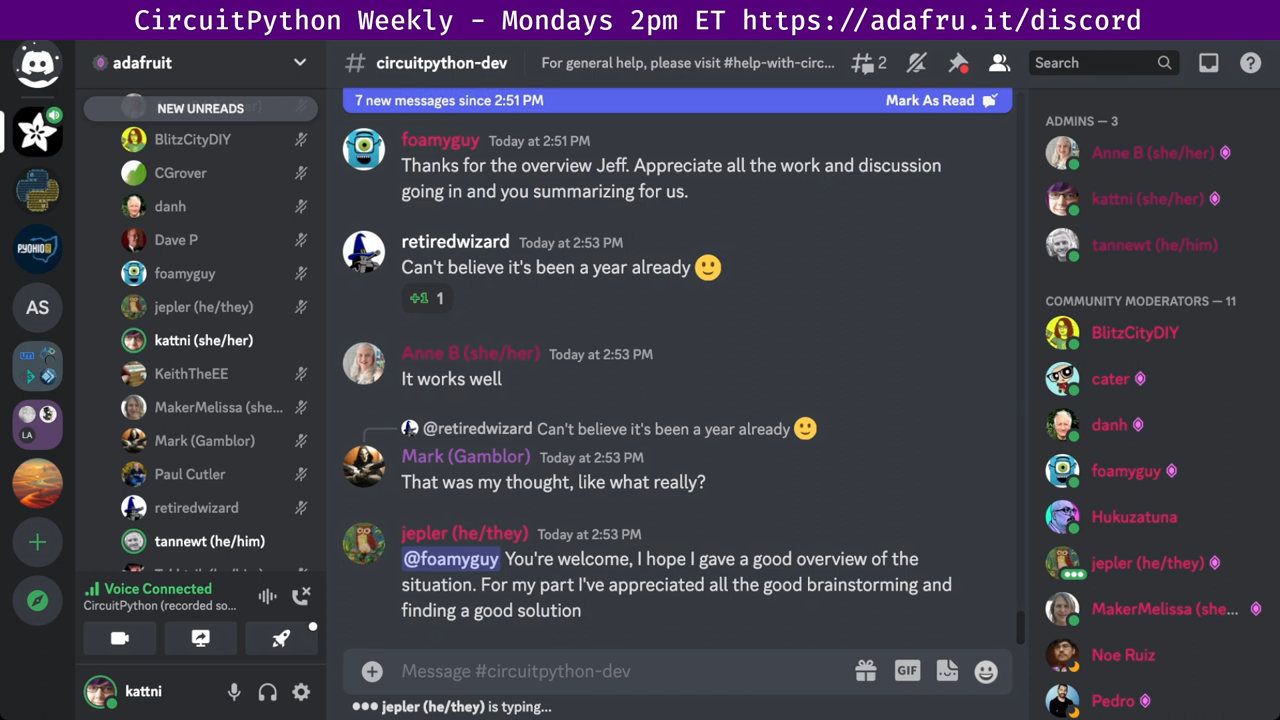 CircuitPython Weekly - Mondays 2pm ET https://adafru.it/discord
adafruit
NEW UNREADS
BlitzCityDIY
CGrover
danh
Dave P
foamyguy
jepler (he/they)
kattni (she/her)
KeithTheEE
MakerMelissa (she...
Mark (Gamblor)
Paul Cutler
retiredwizard
tannewt (he/him)
AS
LA
Voice Connected
CircuitPython (recorded so...
kattni
# circuitpython-dev
For general help, please visit #help-with-circ...
2
Search
7 new messages since 2:51 PM
Mark As Read
foamyguy Today at 2:51 PM
Thanks for the overview Jeff. Appreciate all the work and discussion
going in and you summarizing for us.
retiredwizard Today at 2:53 PM
Can't believe it's been a year already 🙂
+1 1
Anne B (she/her) Today at 2:53 PM
It works well
@retiredwizard Can't believe it's been a year already 🙂
Mark (Gamblor) Today at 2:53 PM
That was my thought, like what really?
jepler (he/they) Today at 2:53 PM
@foamyguy You're welcome, I hope I gave a good overview of the
situation. For my part I've appreciated all the good brainstorming and
finding a good solution
Message #circuitpython-dev
GIF
jepler (he/they) is typing...
ADMINS — 3
Anne B (she/her)
kattni (she/her)
tannewt (he/him)
COMMUNITY MODERATORS — 11
BlitzCityDIY
cater
danh
foamyguy
Hukuzatuna
jepler (he/they)
MakerMelissa (she...
Noe Ruiz
Pedro